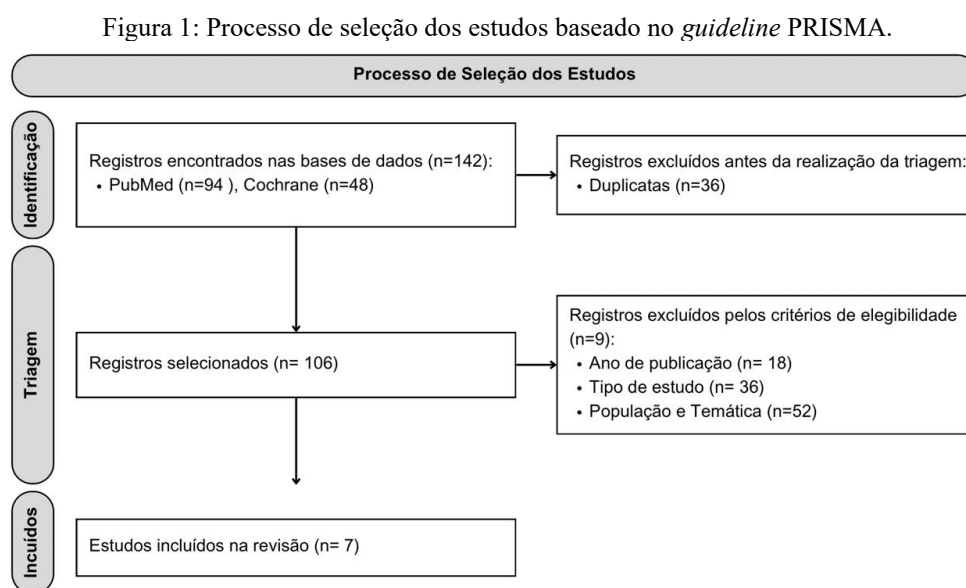 Figura 1: Processo de seleção dos estudos baseado no guideline PRISMA.
Processo de Seleção dos Estudos
Identificação
Registros encontrados nas bases de dados (n=142):
• PubMed (n=94 ), Cochrane (n=48)
Registros excluídos antes da realização da triagem:
• Duplicatas (n=36)
Triagem
Registros selecionados (n= 106)
Registros excluídos pelos critérios de elegibilidade
(n=9):
• Ano de publicação (n= 18)
• Tipo de estudo (n= 36)
• População e Temática (n=52)
Incuídos
Estudos incluídos na revisão (n= 7)